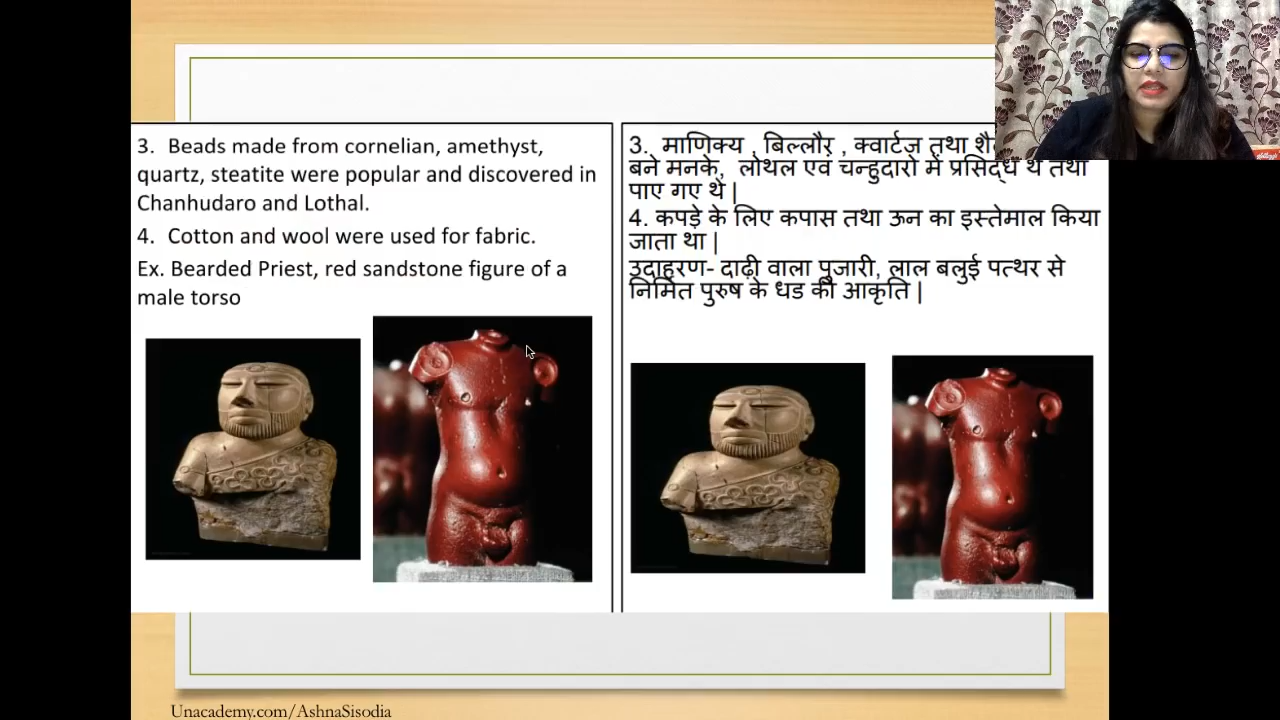 3. Beads made from cornelian, amethyst,
quartz, steatite were popular and discovered in
Chanhudaro and Lothal.
4. Cotton and wool were used for fabric.
Ex. Bearded Priest, red sandstone figure of a
male torso
3. माणिक्य , बिल्लौर , क्वार्टज़ तथा
बने मनके, लोथल एवं चन्हुदारो में प्रसिद्ध थे तथा
पाए गए थे |
4. कपड़े के लिए कपास तथा ऊन का इस्तेमाल किया
जाता था |
उदाहरण- दाढ़ी वाला पुजारी, लाल बलुई पत्थर से
निर्मित पुरुष के धड की आकृति |
Unacademy.com/AshnaSisodia